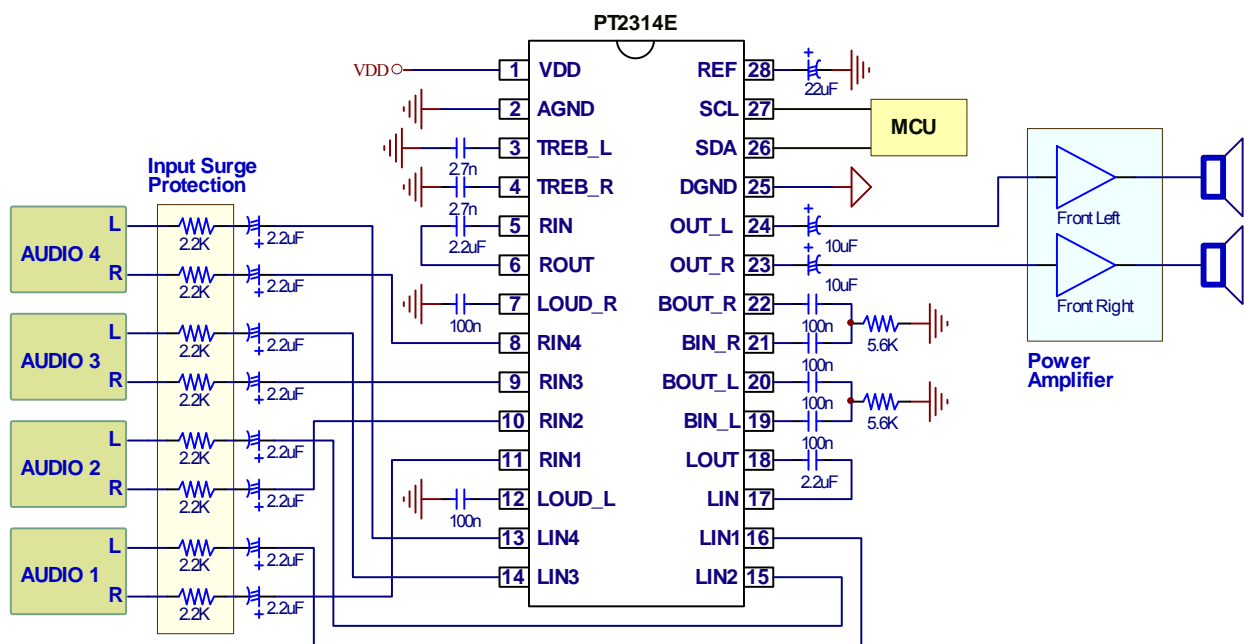 PT2314E
VDD
1 VDD
2 AGND
3 TREB_L
2.7n
4 TREB_R
2.7n
5 RIN
2.2uF
6 ROUT
7 LOUD_R
100n
8 RIN4
9 RIN3
10 RIN2
11 RIN1
12 LOUD_L
100n
13 LIN4
14 LIN3
REF 28
22uF
SCL 27
SDA 26
MCU
DGND 25
OUT_L 24
10uF
OUT_R 23
10uF
BOUT_R 22
100n
BIN_R 21
100n
5.6K
BOUT_L 20
100n
BIN_L 19
100n
5.6K
LOUT 18
2.2uF
LIN 17
LIN1 16
LIN2 15
Input Surge
Protection
AUDIO 4
L
2.2K
+ 2.2uF
R
2.2K
+ 2.2uF
AUDIO 3
L
2.2K
+ 2.2uF
R
2.2K
+ 2.2uF
AUDIO 2
L
2.2K
+ 2.2uF
R
2.2K
+ 2.2uF
AUDIO 1
L
2.2K
+ 2.2uF
R
2.2K
+ 2.2uF
Front Left
Front Right
Power
Amplifier